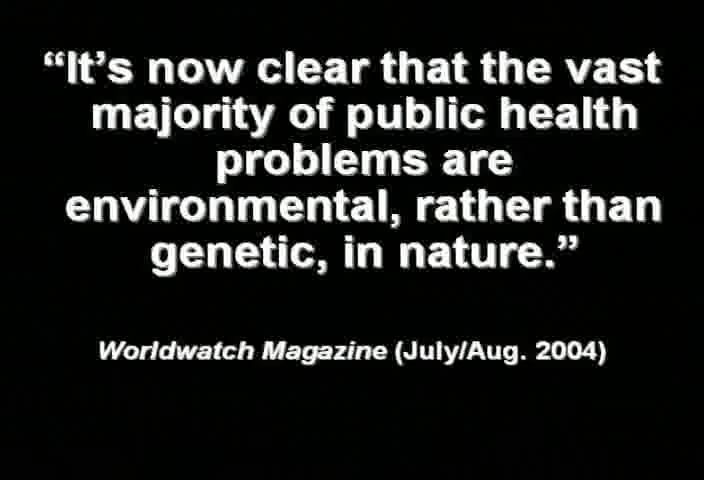 “It’s now clear that the vast
majority of public health
problems are
environmental, rather than
genetic, in nature.”
Worldwatch Magazine (July/Aug. 2004)